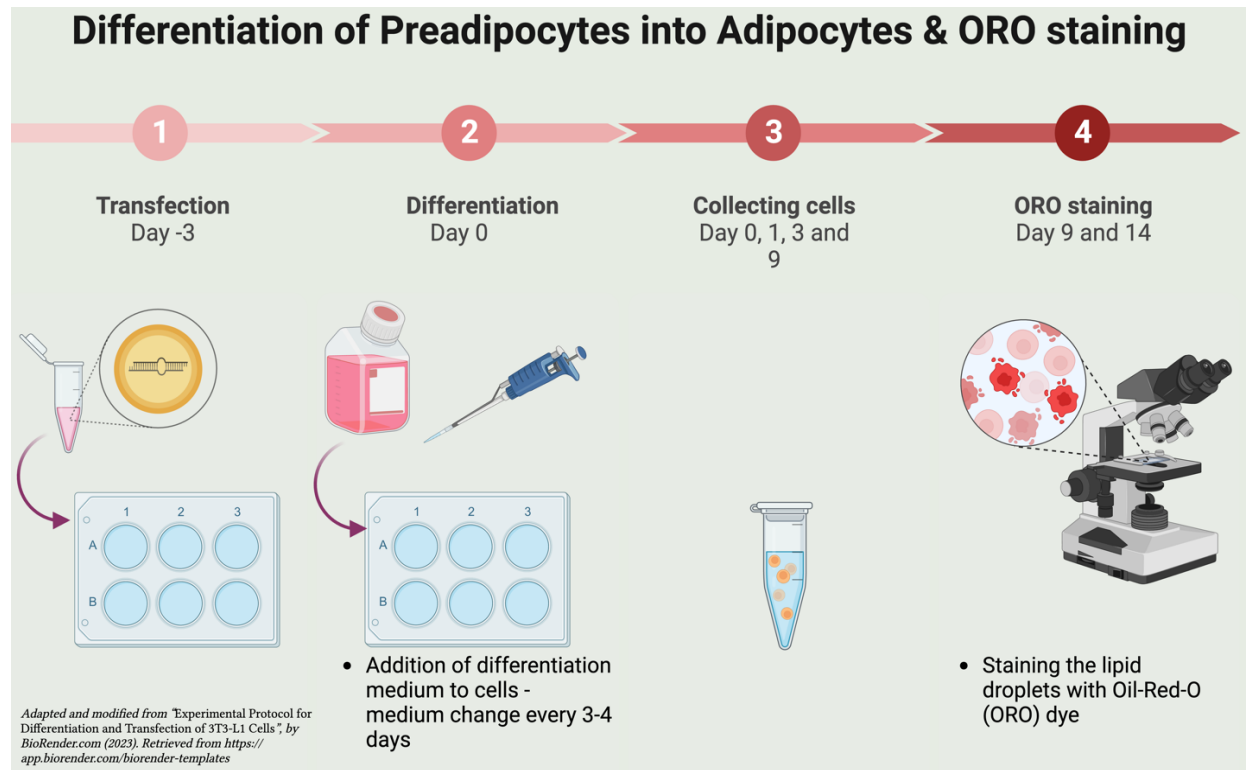 Differentiation of Preadipocytes into Adipocytes & ORO staining
1
2
3
4
Transfection
Day -3
Differentiation
Day 0
Collecting cells
Day 0, 1, 3 and
9
ORO staining
Day 9 and 14
1 2 3
A
B
1 2 3
A
B
• Addition of differentiation
medium to cells -
medium change every 3-4
days
• Staining the lipid
droplets with Oil-Red-O
(ORO) dye
Adapted and modified from “Experimental Protocol for
Differentiation and Transfection of 3T3-L1 Cells”, by
BioRender.com (2023). Retrieved from https://
app.biorender.com/biorender-templates